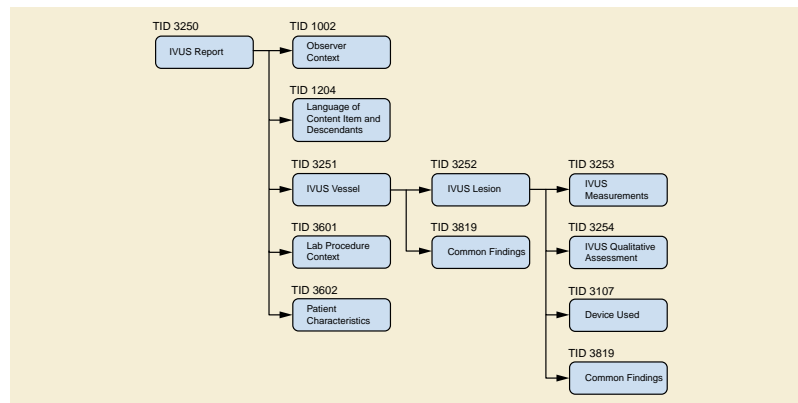 TID 3250
IVUS Report
TID 1002
Observer
Context
TID 1204
Language of
Content Item and
Descendants
TID 3251
IVUS Vessel
TID 3252
IVUS Lesion
TID 3253
IVUS
Measurements
TID 3601
Lab Procedure
Context
TID 3819
Common Findings
TID 3254
IVUS Qualitative
Assessment
TID 3602
Patient
Characteristics
TID 3107
Device Used
TID 3819
Common Findings